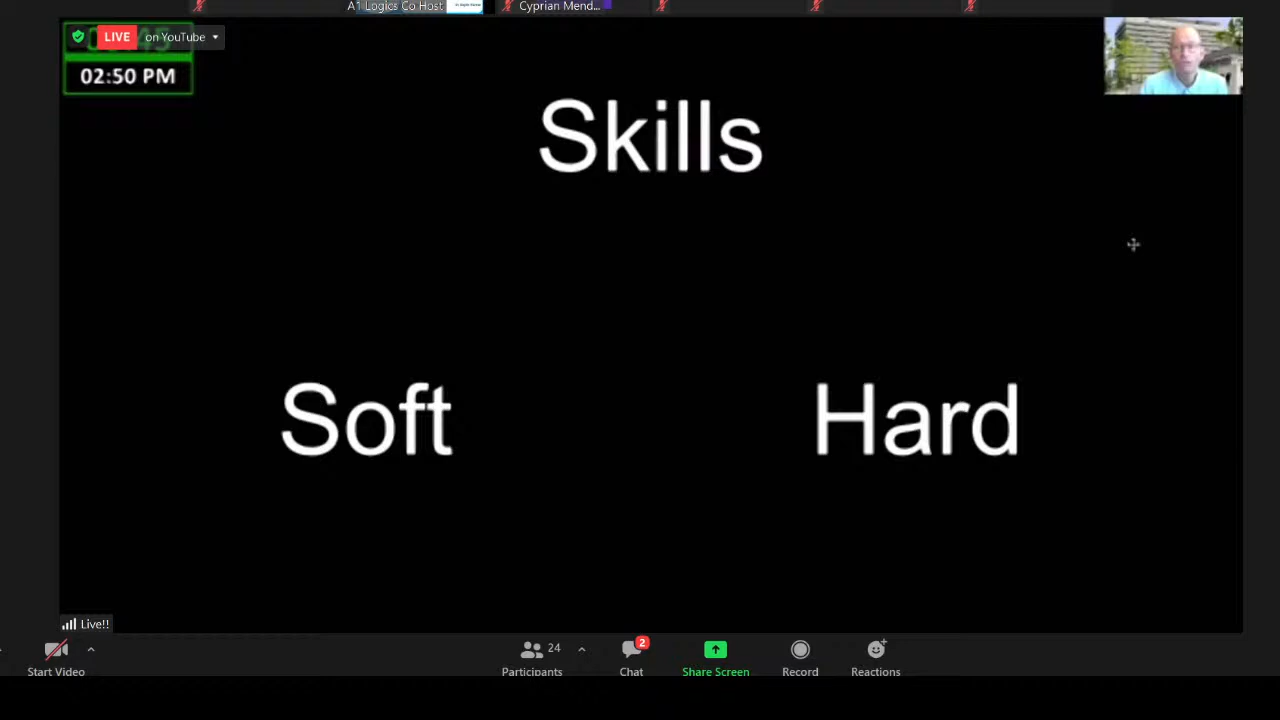 A1 Logics Co Host
Cyprian Mend...
LIVE on YouTube
02:50 PM
Skills
Soft
Hard
Live!!
24
2
Start Video
Participants
Chat
Share Screen
Record
Reactions